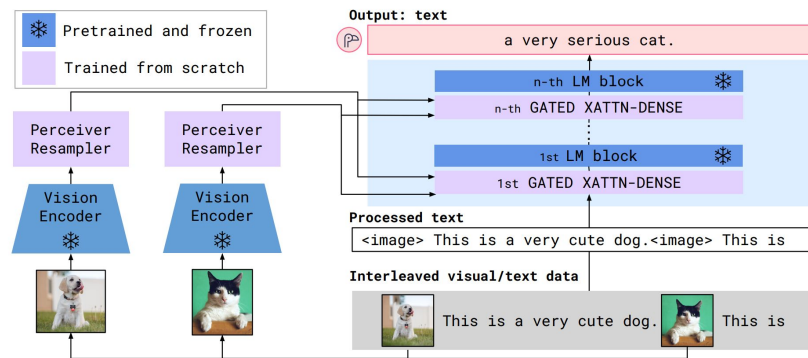 Pretrained and frozen
Trained from scratch
Output: text
a very serious cat.
n-th LM block
n-th GATED XATTN-DENSE
1st LM block
1st GATED XATTN-DENSE
Perceiver
Resampler
Perceiver
Resampler
Vision
Encoder
Vision
Encoder
Processed text
<image> This is a very cute dog.<image> This is
Interleaved visual/text data
This is a very cute dog.
This is